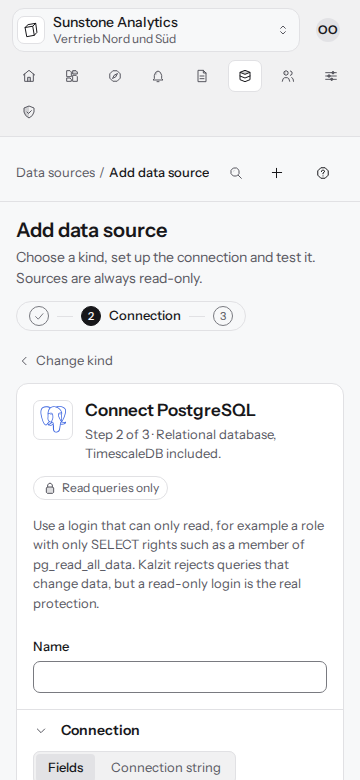 Sunstone Analytics
Vertrieb Nord und Süd
OO
Data sources / Add data source
Add data source
Choose a kind, set up the connection and test it.
Sources are always read-only.
2 Connection 3
Change kind
Connect PostgreSQL
Step 2 of 3 · Relational database,
TimescaleDB included.
Read queries only
Use a login that can only read, for example a role
with only SELECT rights such as a member of
pg_read_all_data. Kalzit rejects queries that
change data, but a read-only login is the real
protection.
Name
Connection
Fields Connection string